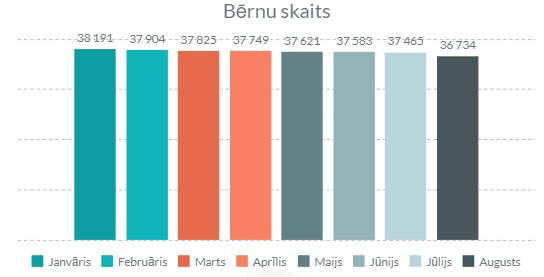 Bērnu skaits
38 191 37 904 37 825 37 749 37 621 37 583 37 465 36 734
Janvāris Februāris Marts Aprīlis Maijs Jūnijs Jūlijs Augusts